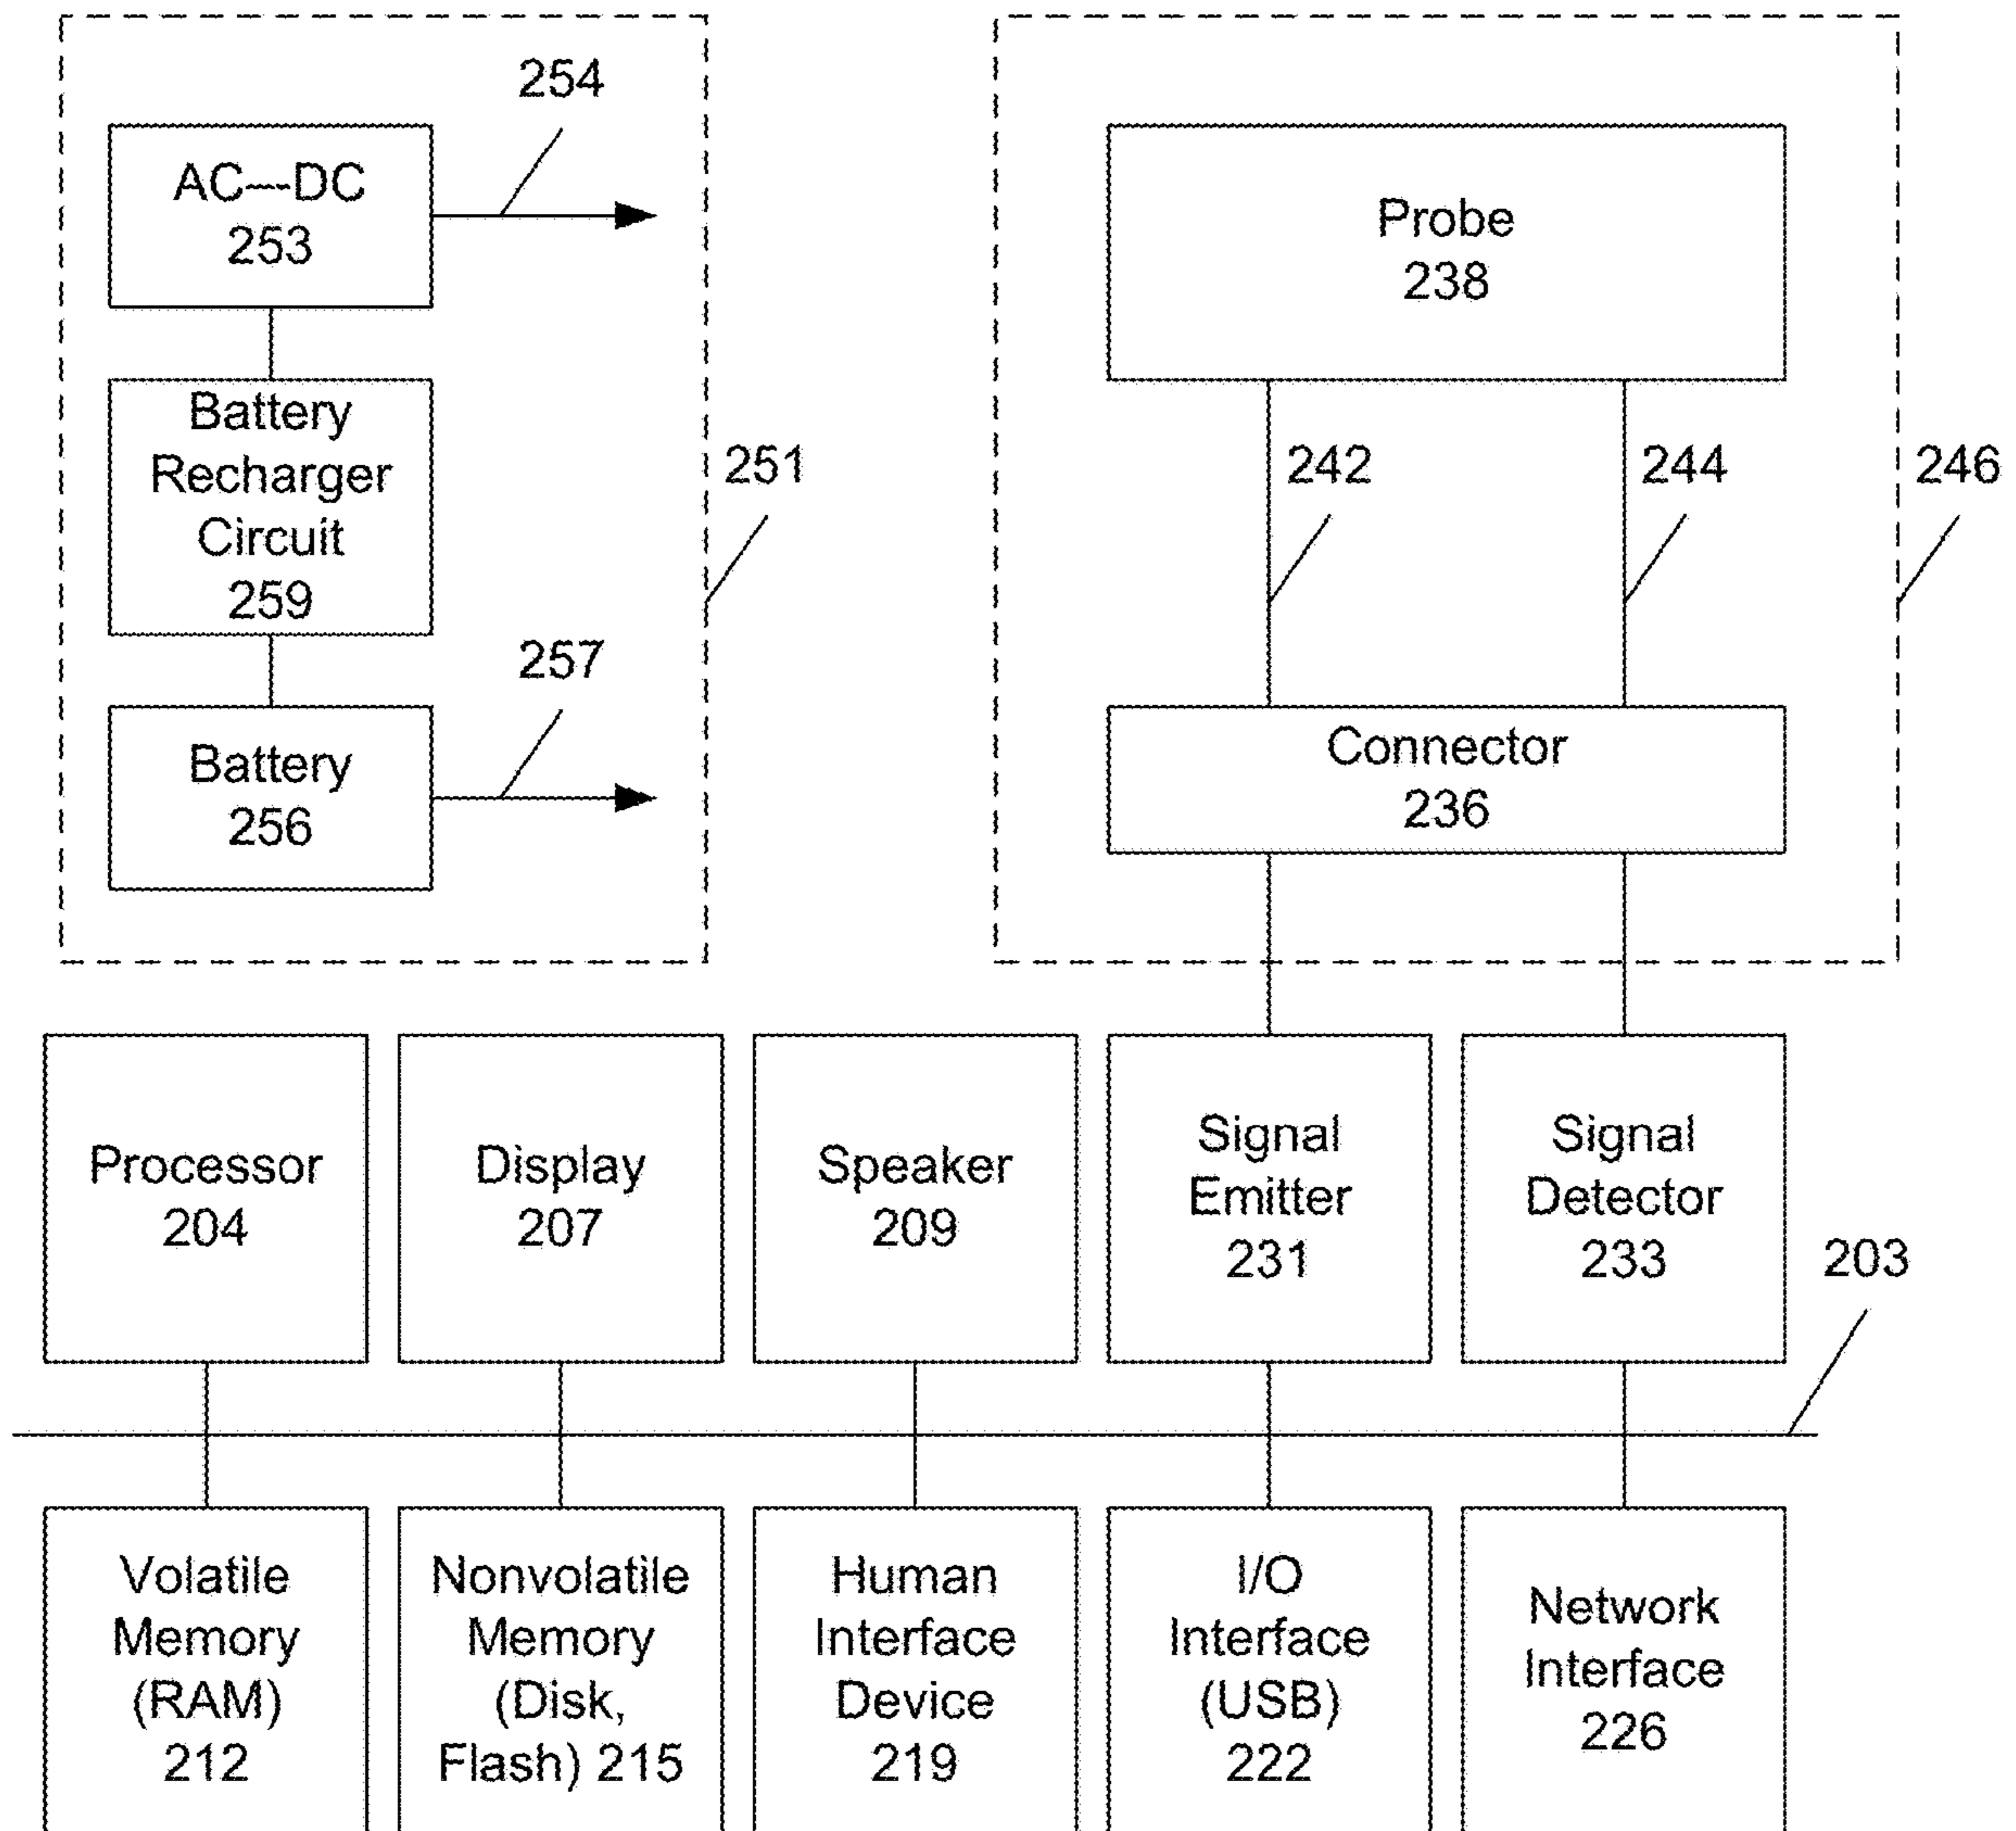 254
AC---DC
253
Battery
Recharger
Circuit
259
257
Battery
256
251
Probe
238
242
244
246
Connector
236
Processor
204
Display
207
Speaker
209
Signal
Emitter
231
Signal
Detector
233
203
Volatile
Memory
(RAM)
212
Nonvolatile
Memory
(Disk,
Flash) 215
Human
Interface
Device
219
I/O
Interface
(USB)
222
Network
Interface
226